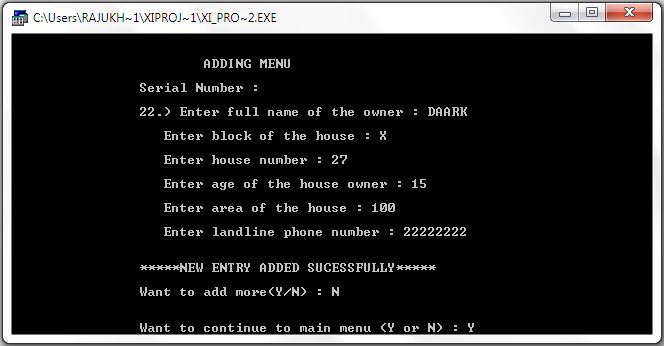 C:\Users\RAJUKH~1\XIPROJ~1\XI_PRO~2.EXE
ADDING MENU
Serial Number :
22.) Enter full name of the owner : DAARK
Enter block of the house : X
Enter house number : 27
Enter age of the house owner : 15
Enter area of the house : 100
Enter landline phone number : 22222222
*****NEW ENTRY ADDED SUCESSFULLY*****
Want to add more(Y/N) : N
Want to continue to main menu (Y or N) : Y